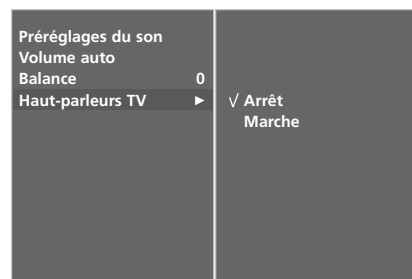 Préréglages du son
Volume auto
Balance 0
Haut-parleurs TV ►
√ Arrêt
Marche